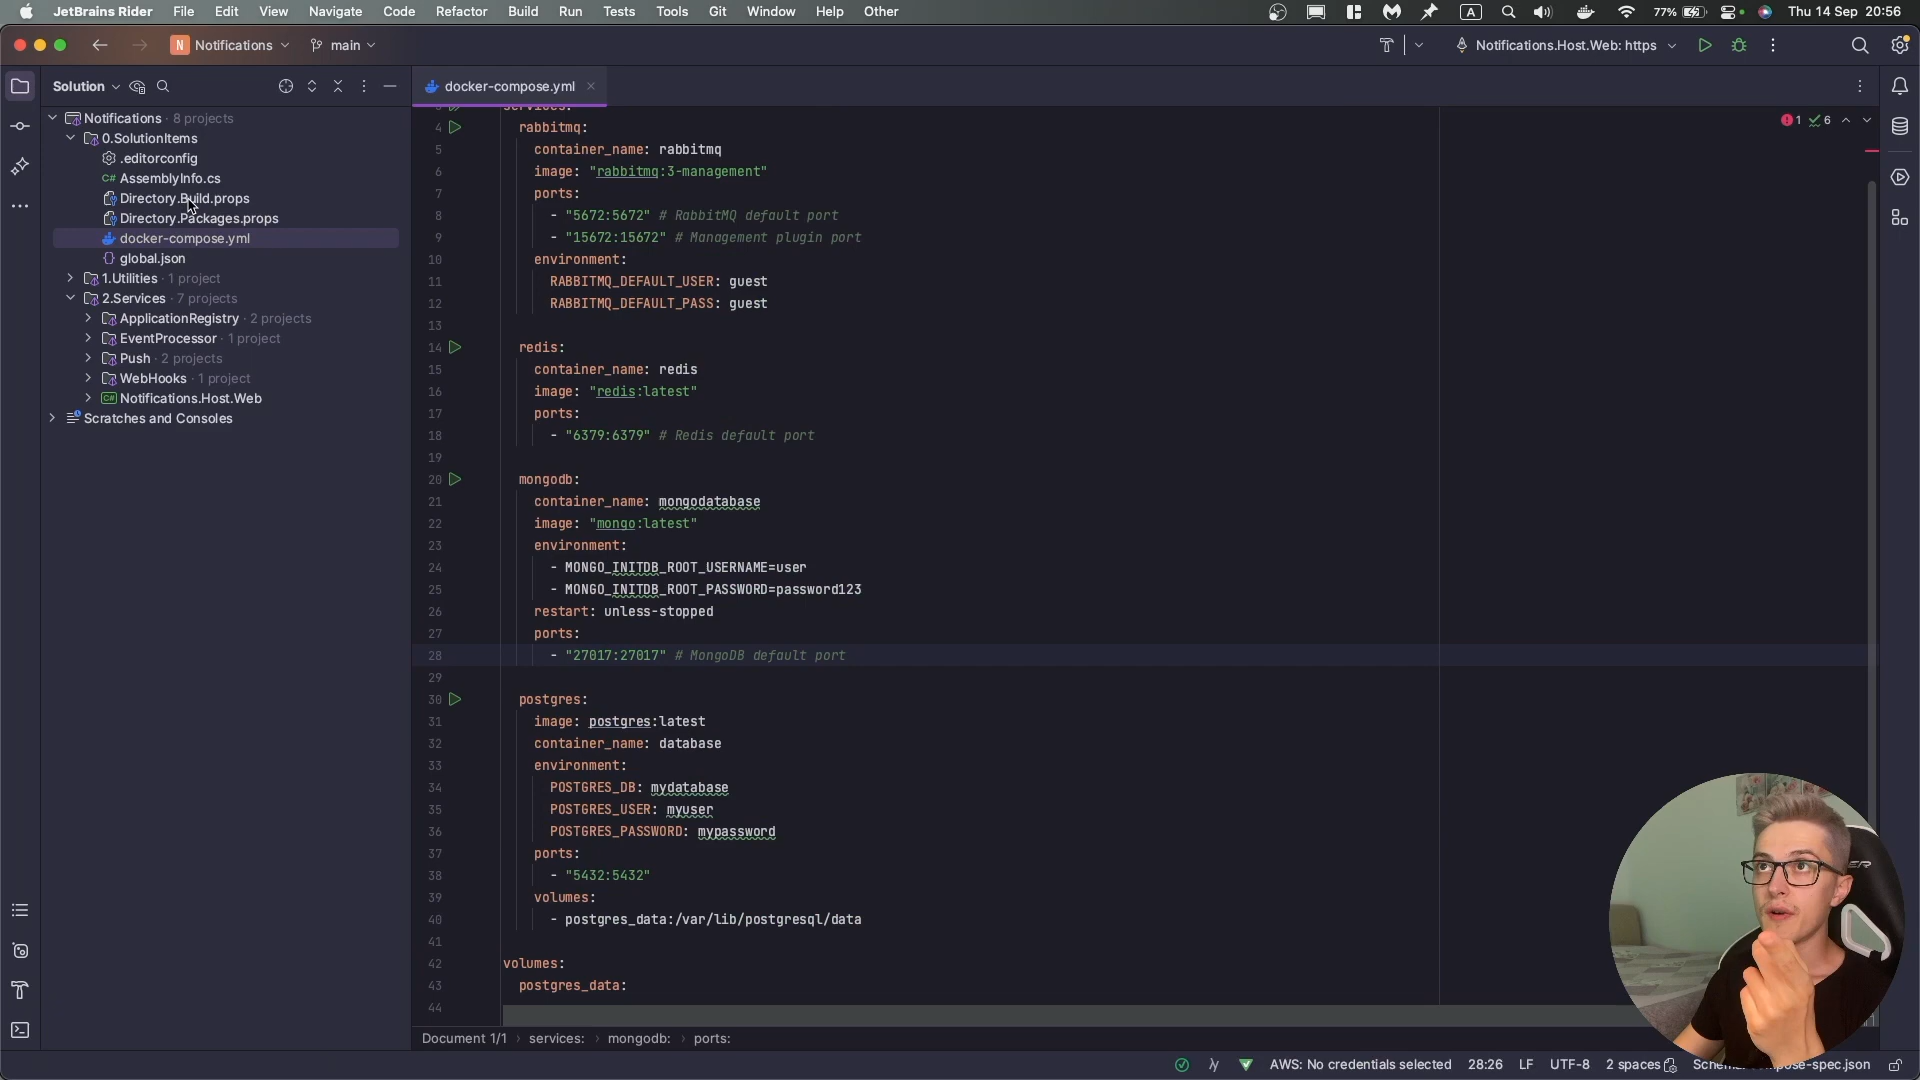 JetBrains Rider File Edit View Navigate Code Refactor Build Run Tests Tools Git Window Help Other
A 77% Thu 14 Sep 20:56
N Notifications main
Notifications.Host.Web: https
Solution
docker-compose.yml
Notifications · 8 projects
0.SolutionItems
.editorconfig
C# AssemblyInfo.cs
Directory.Build.props
Directory.Packages.props
docker-compose.yml
{} global.json
1.Utilities · 1 project
2.Services · 7 projects
ApplicationRegistry · 2 projects
EventProcessor · 1 project
Push · 2 projects
WebHooks · 1 project
C# Notifications.Host.Web
Scratches and Consoles
1 6
3 services:
4 rabbitmq:
5 container_name: rabbitmq
6 image: "rabbitmq:3-management"
7 ports:
8 - "5672:5672" # RabbitMQ default port
9 - "15672:15672" # Management plugin port
10 environment:
11 RABBITMQ_DEFAULT_USER: guest
12 RABBITMQ_DEFAULT_PASS: guest
13
14 redis:
15 container_name: redis
16 image: "redis:latest"
17 ports:
18 - "6379:6379" # Redis default port
19
20 mongodb:
21 container_name: mongodatabase
22 image: "mongo:latest"
23 environment:
24 - MONGO_INITDB_ROOT_USERNAME=user
25 - MONGO_INITDB_ROOT_PASSWORD=password123
26 restart: unless-stopped
27 ports:
28 - "27017:27017" # MongoDB default port
29
30 postgres:
31 image: postgres:latest
32 container_name: database
33 environment:
34 POSTGRES_DB: mydatabase
35 POSTGRES_USER: myuser
36 POSTGRES_PASSWORD: mypassword
37 ports:
38 - "5432:5432"
39 volumes:
40 - postgres_data:/var/lib/postgresql/data
41
42 volumes:
43 postgres_data:
44
Document 1/1 › services: › mongodb: › ports:
AWS: No credentials selected 28:26 LF UTF-8 2 spaces pose-spec.json